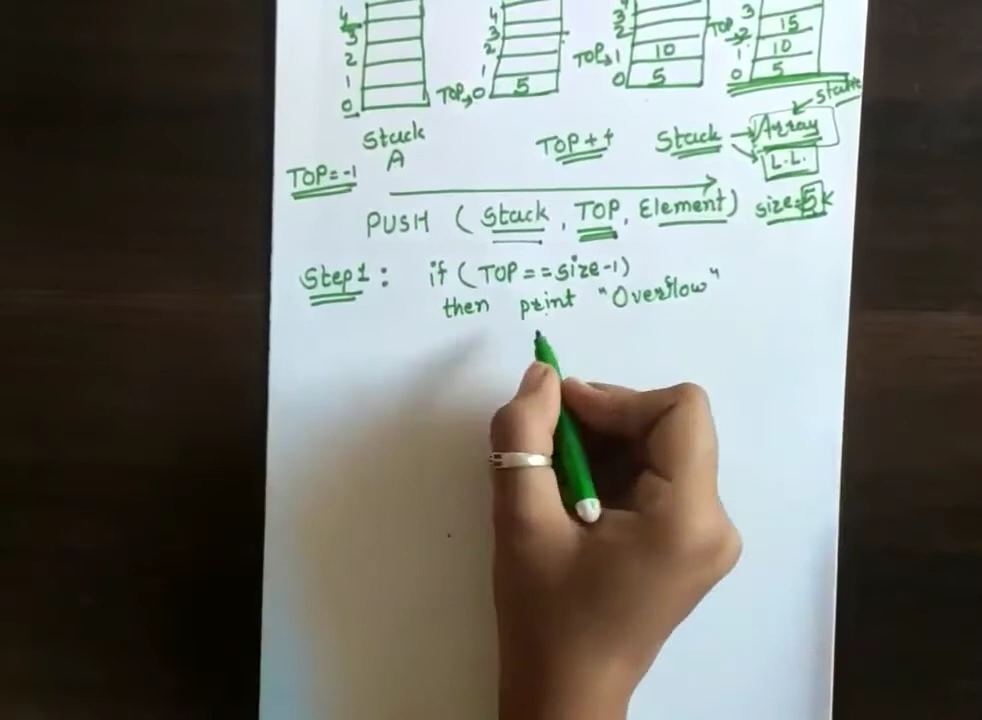 4 3 2 1 0
4 3 2 1 TOP→0 5
3 2 TOP→1 10 0 5
3 TOP→2 15 1 10 0 5
Stack A
TOP=-1
TOP++
Stack → Array
L.L.
static
size=5
PUSH (Stack, TOP, Element)
Step1: if (TOP==size-1)
then print "Overflow"